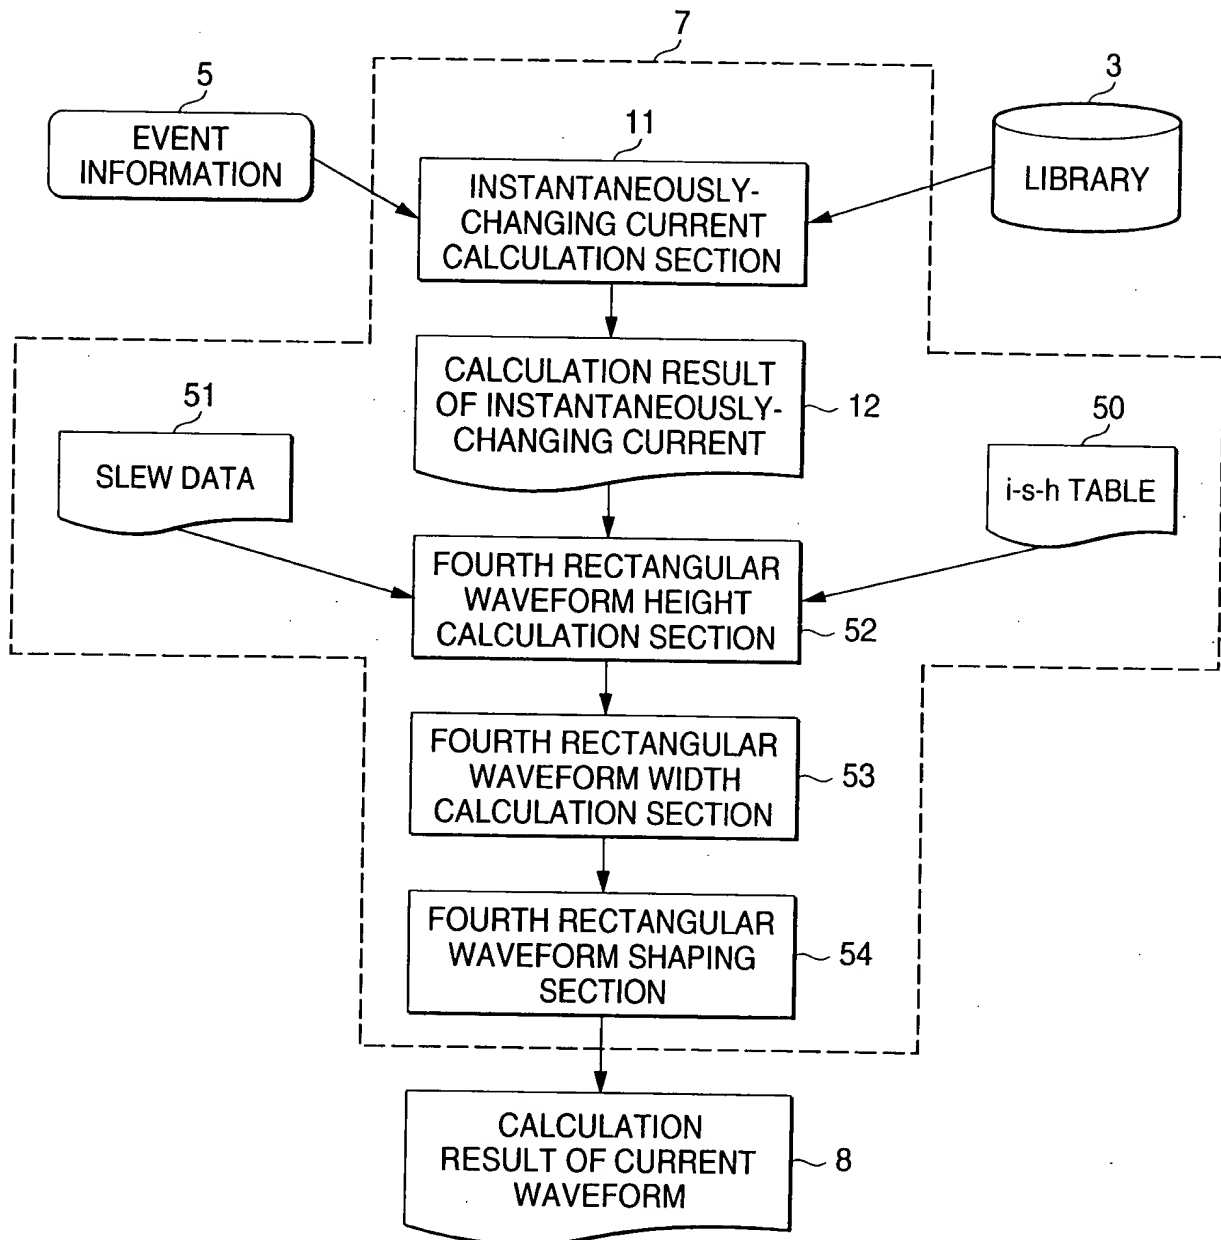 7
5
EVENT
INFORMATION
3
LIBRARY
11
INSTANTANEOUSLY-
CHANGING CURRENT
CALCULATION SECTION
CALCULATION RESULT
OF INSTANTANEOUSLY-
CHANGING CURRENT
12
51
SLEW DATA
50
i-s-h TABLE
FOURTH RECTANGULAR
WAVEFORM HEIGHT
CALCULATION SECTION
52
FOURTH RECTANGULAR
WAVEFORM WIDTH
CALCULATION SECTION
53
FOURTH RECTANGULAR
WAVEFORM SHAPING
SECTION
54
CALCULATION
RESULT OF CURRENT
WAVEFORM
8